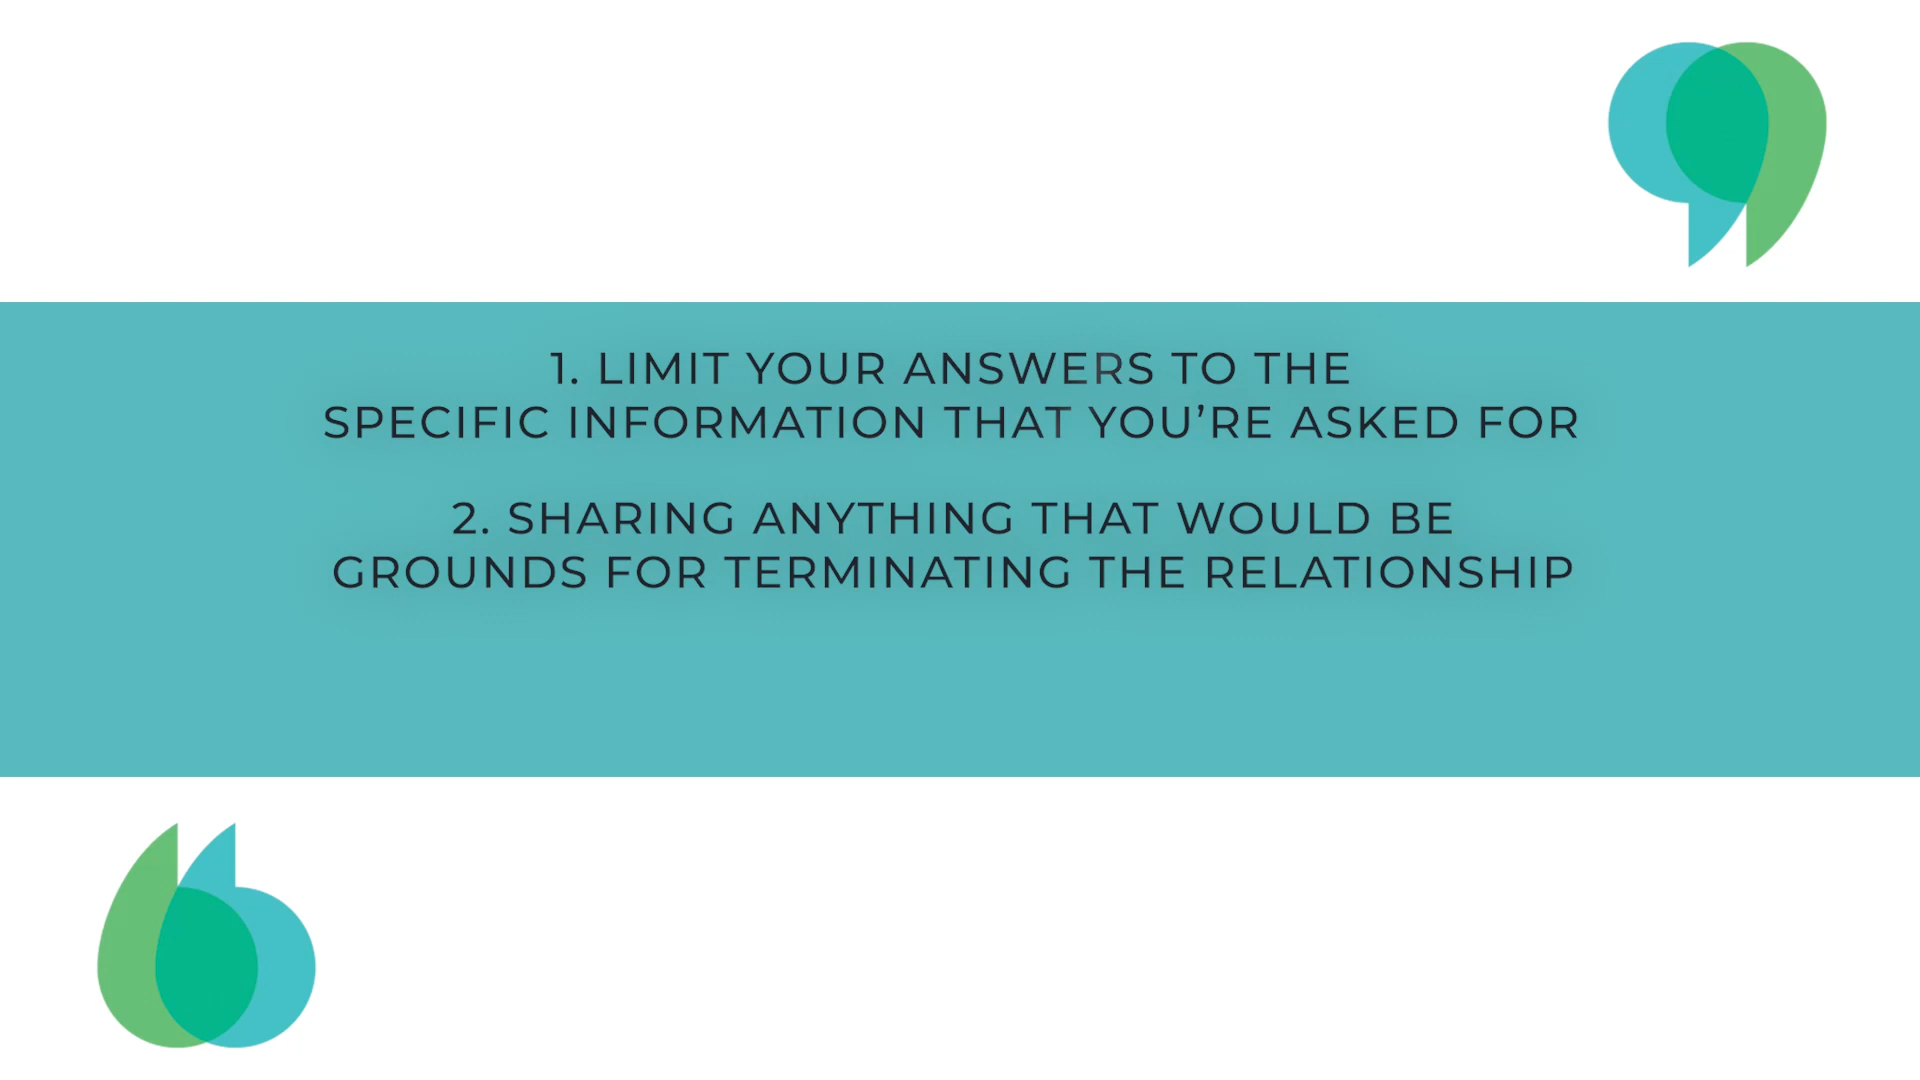 1. LIMIT YOUR ANSWERS TO THE
SPECIFIC INFORMATION THAT YOU’RE ASKED FOR
2. SHARING ANYTHING THAT WOULD BE
GROUNDS FOR TERMINATING THE RELATIONSHIP